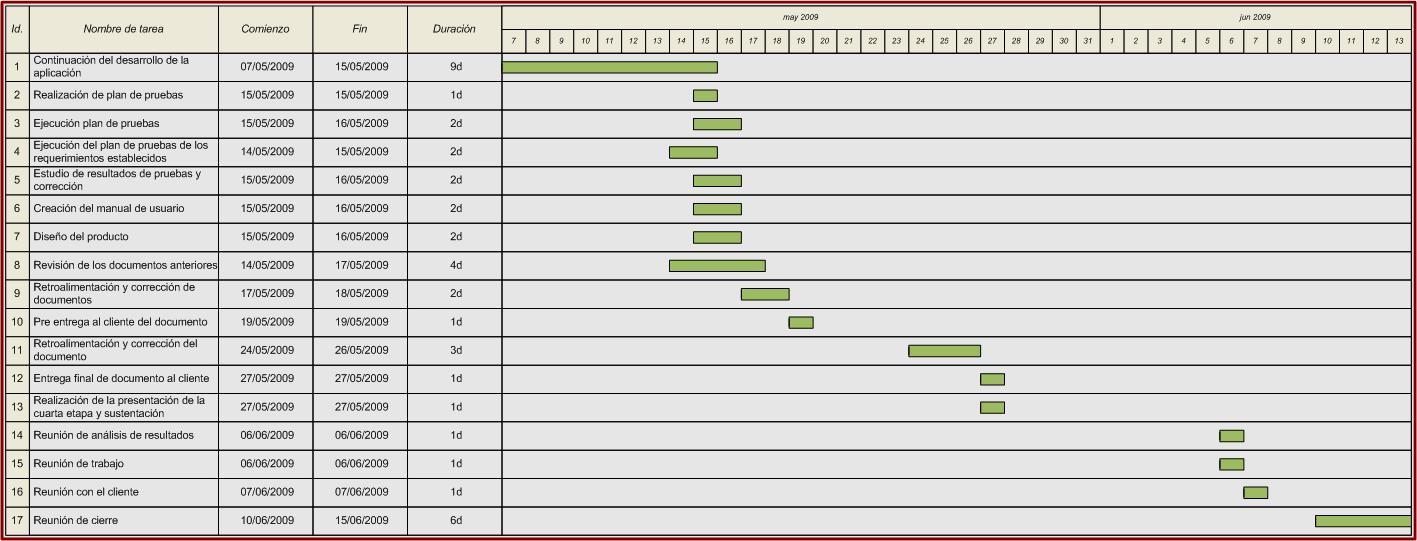 Id. Nombre de tarea Comienzo Fin Duración may 2009 jun 2009
7 8 9 10 11 12 13 14 15 16 17 18 19 20 21 22 23 24 25 26 27 28 29 30 31 1 2 3 4 5 6 7 8 9 10 11 12 13
1 Continuación del desarrollo de la
aplicación 07/05/2009 15/05/2009 9d
2 Realización de plan de pruebas 15/05/2009 15/05/2009 1d
3 Ejecución plan de pruebas 15/05/2009 16/05/2009 2d
4 Ejecución del plan de pruebas de los
requerimientos establecidos 14/05/2009 15/05/2009 2d
5 Estudio de resultados de pruebas y
corrección 15/05/2009 16/05/2009 2d
6 Creación del manual de usuario 15/05/2009 16/05/2009 2d
7 Diseño del producto 15/05/2009 16/05/2009 2d
8 Revisión de los documentos anteriores 14/05/2009 17/05/2009 4d
9 Retroalimentación y corrección de
documentos 17/05/2009 18/05/2009 2d
10 Pre entrega al cliente del documento 19/05/2009 19/05/2009 1d
11 Retroalimentación y corrección del
documento 24/05/2009 26/05/2009 3d
12 Entrega final de documento al cliente 27/05/2009 27/05/2009 1d
13 Realización de la presentación de la
cuarta etapa y sustentación 27/05/2009 27/05/2009 1d
14 Reunión de análisis de resultados 06/06/2009 06/06/2009 1d
15 Reunión de trabajo 06/06/2009 06/06/2009 1d
16 Reunión con el cliente 07/06/2009 07/06/2009 1d
17 Reunión de cierre 10/06/2009 15/06/2009 6d